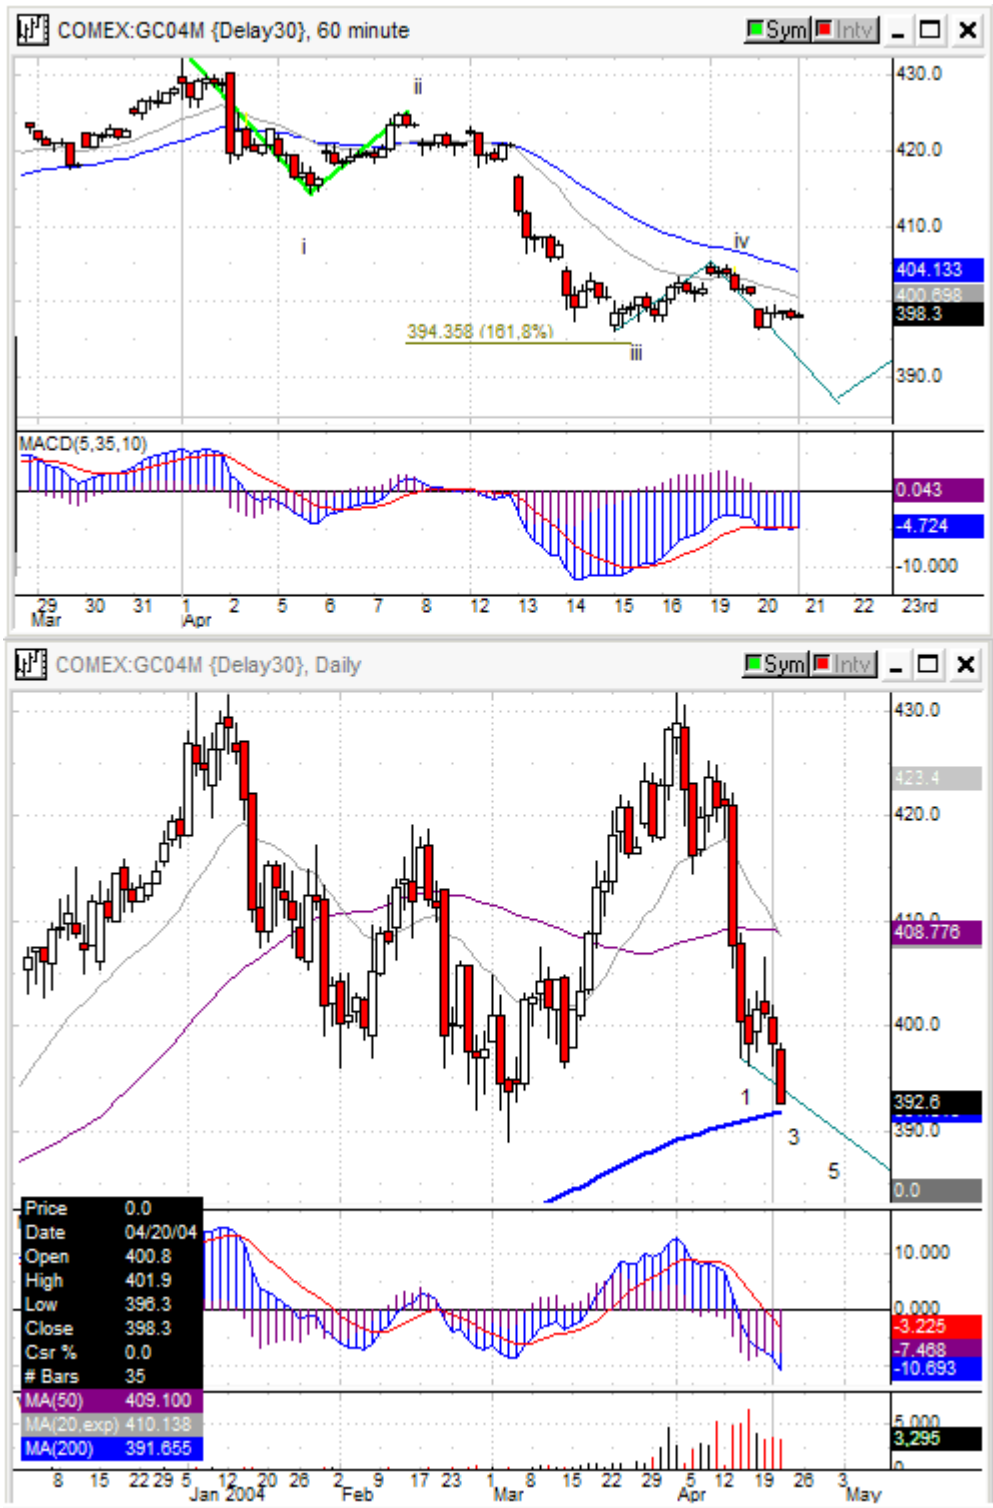 COMEX:GC04M {Delay30}, 60 minute
Sym Intv
430.0
ii
420.0
i
410.0
iv
404.133
400.698
398.3
394.358 (161,8%)
iii
390.0
MACD(5,35,10)
0.043
-4.724
-10.000
29 30 31 1 2 5 6 7 8 12 13 14 15 16 19 20 21 22 23rd
Mar Apr
COMEX:GC04M {Delay30}, Daily
Sym Intv
430.0
423.4
420.0
410.0
408.776
400.0
392.6
1
390.0
3
5
0.0
Price 0.0
Date 04/20/04
Open 400.8
High 401.9
Low 396.3
Close 398.3
Csr % 0.0
# Bars 35
MA(50) 409.100
MA(20,exp) 410.138
MA(200) 391.655
10.000
0.000
-3.225
-7.468
-10.693
5.000
3,295
0
8 15 22 29 5 12 20 26 2 9 17 23 1 8 15 22 29 5 12 19 26 3
Jan 2004 Feb Mar Apr May